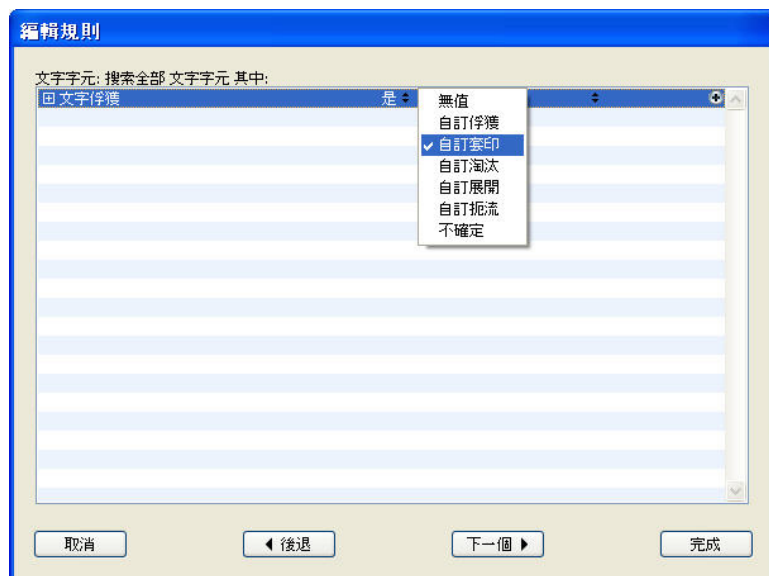 編輯規則
文字字元: 搜索全部 文字字元 其中:
文字俘獲 是
無值
自訂俘獲
自訂套印
自訂淘汰
自訂展開
自訂扼流
不確定
取消 後退 下一個 完成